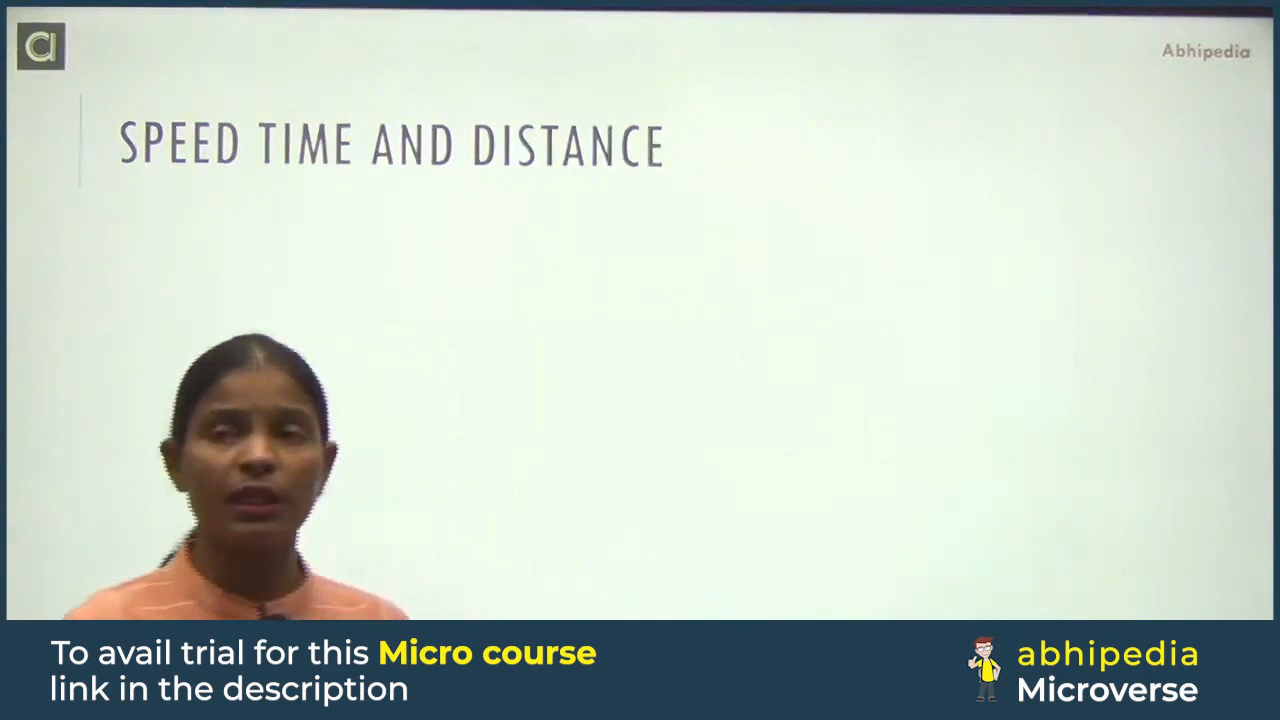 Abhipedia
SPEED TIME AND DISTANCE
To avail trial for this Micro course
link in the description
abhipedia
Microverse